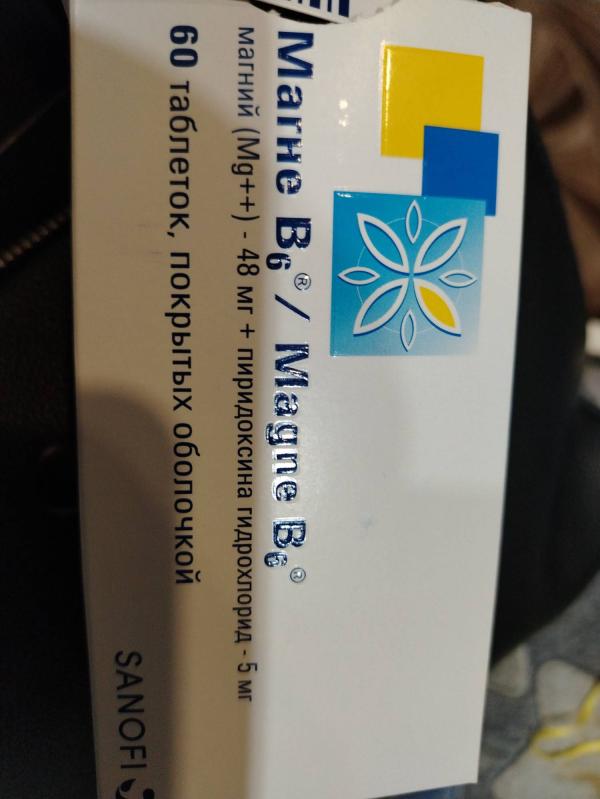 Магне B₆® / Magne B₆®
магний (Mg++) - 48 мг + пиридоксина гидрохлорид - 5 мг
60 таблеток, покрытых оболочкой
SANOFI